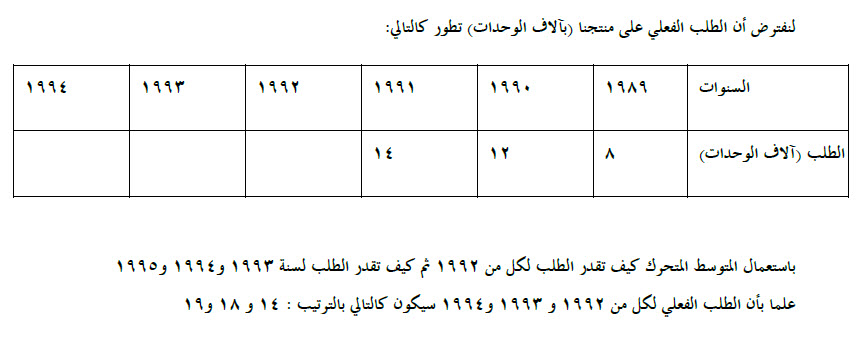 لنفترض أن الطلب الفعلي على منتجنا (بآلاف الوحدات) تطور كالتالي:
السنوات ١٩٨٩ ١٩٩٠ ١٩٩١ ١٩٩٢ ١٩٩٣ ١٩٩٤
الطلب (آلاف الوحدات) ٨ ١٢ ١٤
باستعمال المتوسط المتحرك كيف تقدر الطلب لكل من ١٩٩٢ ثم كيف تقدر الطلب لسنة ١٩٩٣ و١٩٩٤ و١٩٩٥
علما بأن الطلب الفعلي لكل من ١٩٩٢ و ١٩٩٣ و١٩٩٤ سيكون كالتالي بالترتيب : ١٤ و ١٨ و١٩